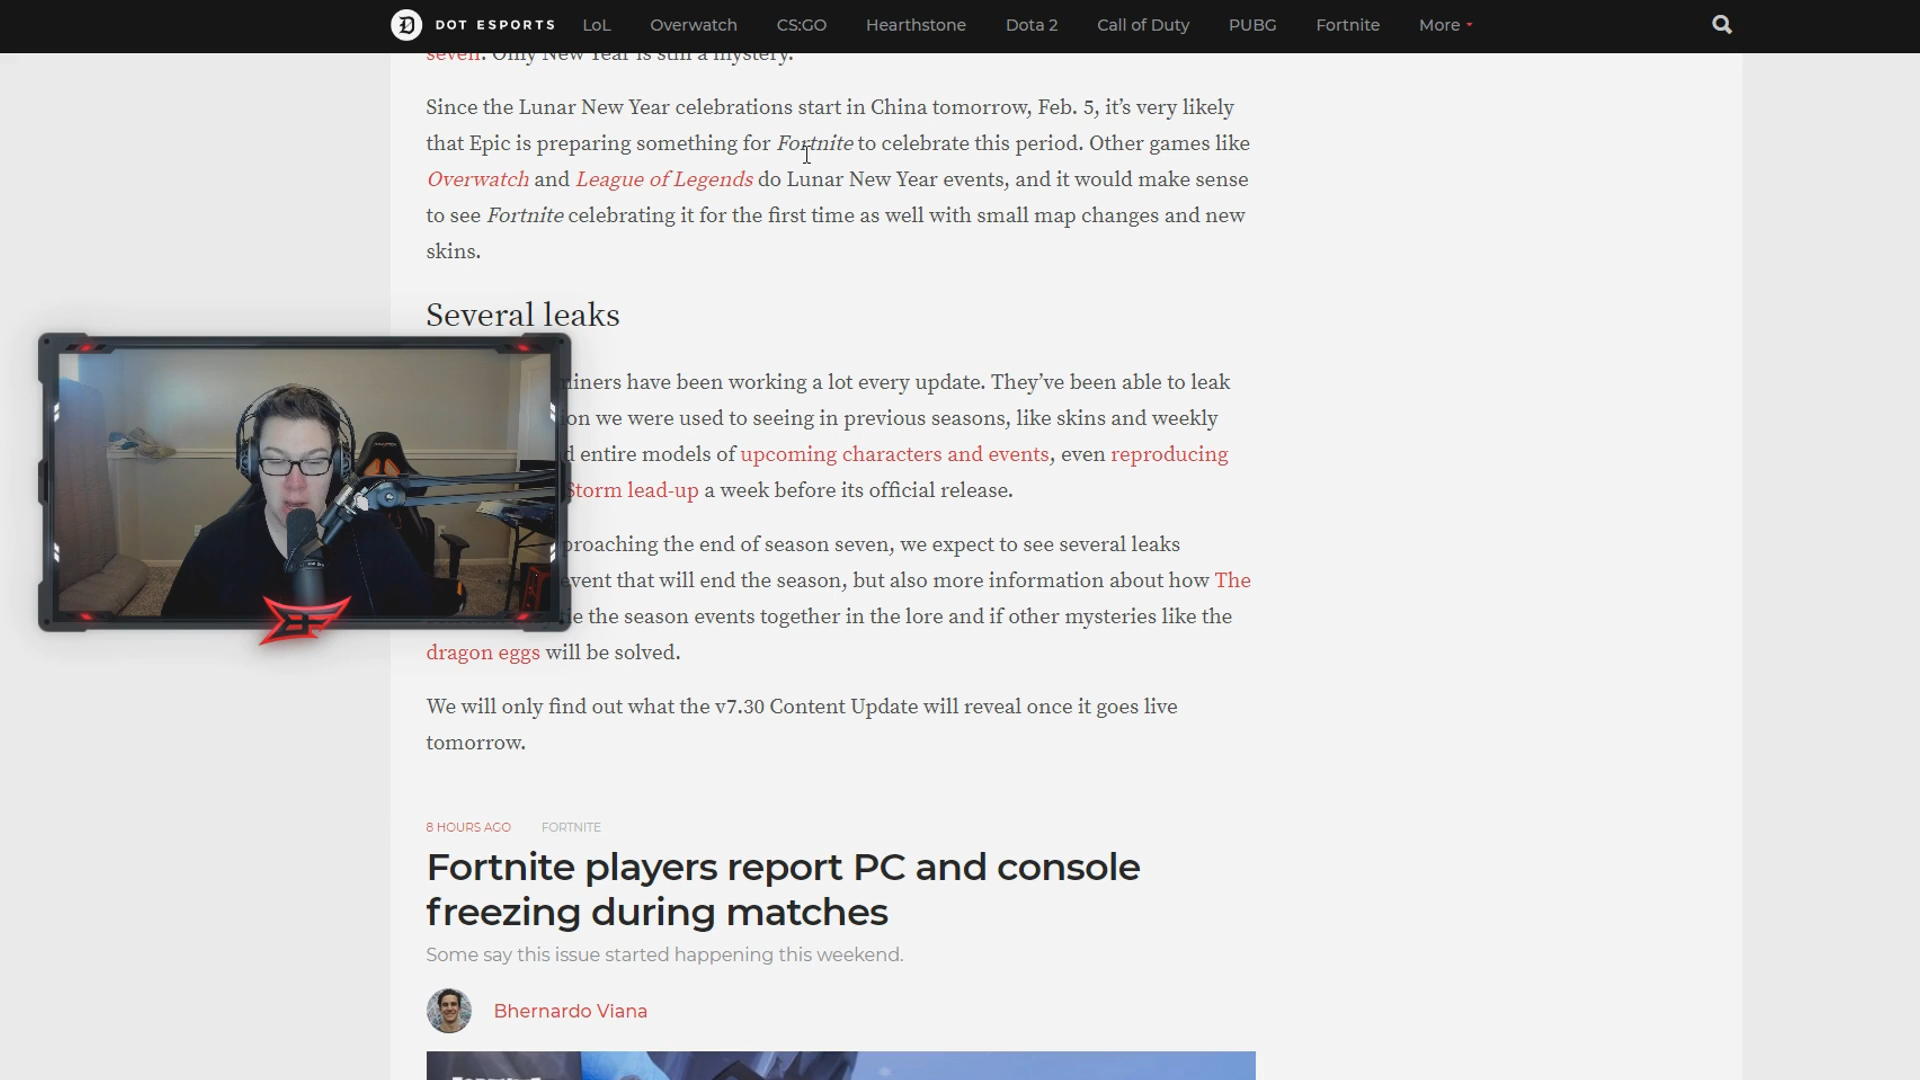 DOT ESPORTS LoL Overwatch CS:GO Hearthstone Dota 2 Call of Duty PUBG Fortnite More
seven. Only New Year is still a mystery.
Since the Lunar New Year celebrations start in China tomorrow, Feb. 5, it’s very likely
that Epic is preparing something for Fortnite to celebrate this period. Other games like
Overwatch and League of Legends do Lunar New Year events, and it would make sense
to see Fortnite celebrating it for the first time as well with small map changes and new
skins.
Several leaks
miners have been working a lot every update. They’ve been able to leak
we were used to seeing in previous seasons, like skins and weekly
entire models of upcoming characters and events, even reproducing
Storm lead-up a week before its official release.
the end of season seven, we expect to see several leaks
event that will end the season, but also more information about how The
the season events together in the lore and if other mysteries like the
dragon eggs will be solved.
We will only find out what the v7.30 Content Update will reveal once it goes live
tomorrow.
8 HOURS AGO FORTNITE
Fortnite players report PC and console
freezing during matches
Some say this issue started happening this weekend.
Bhernardo Viana